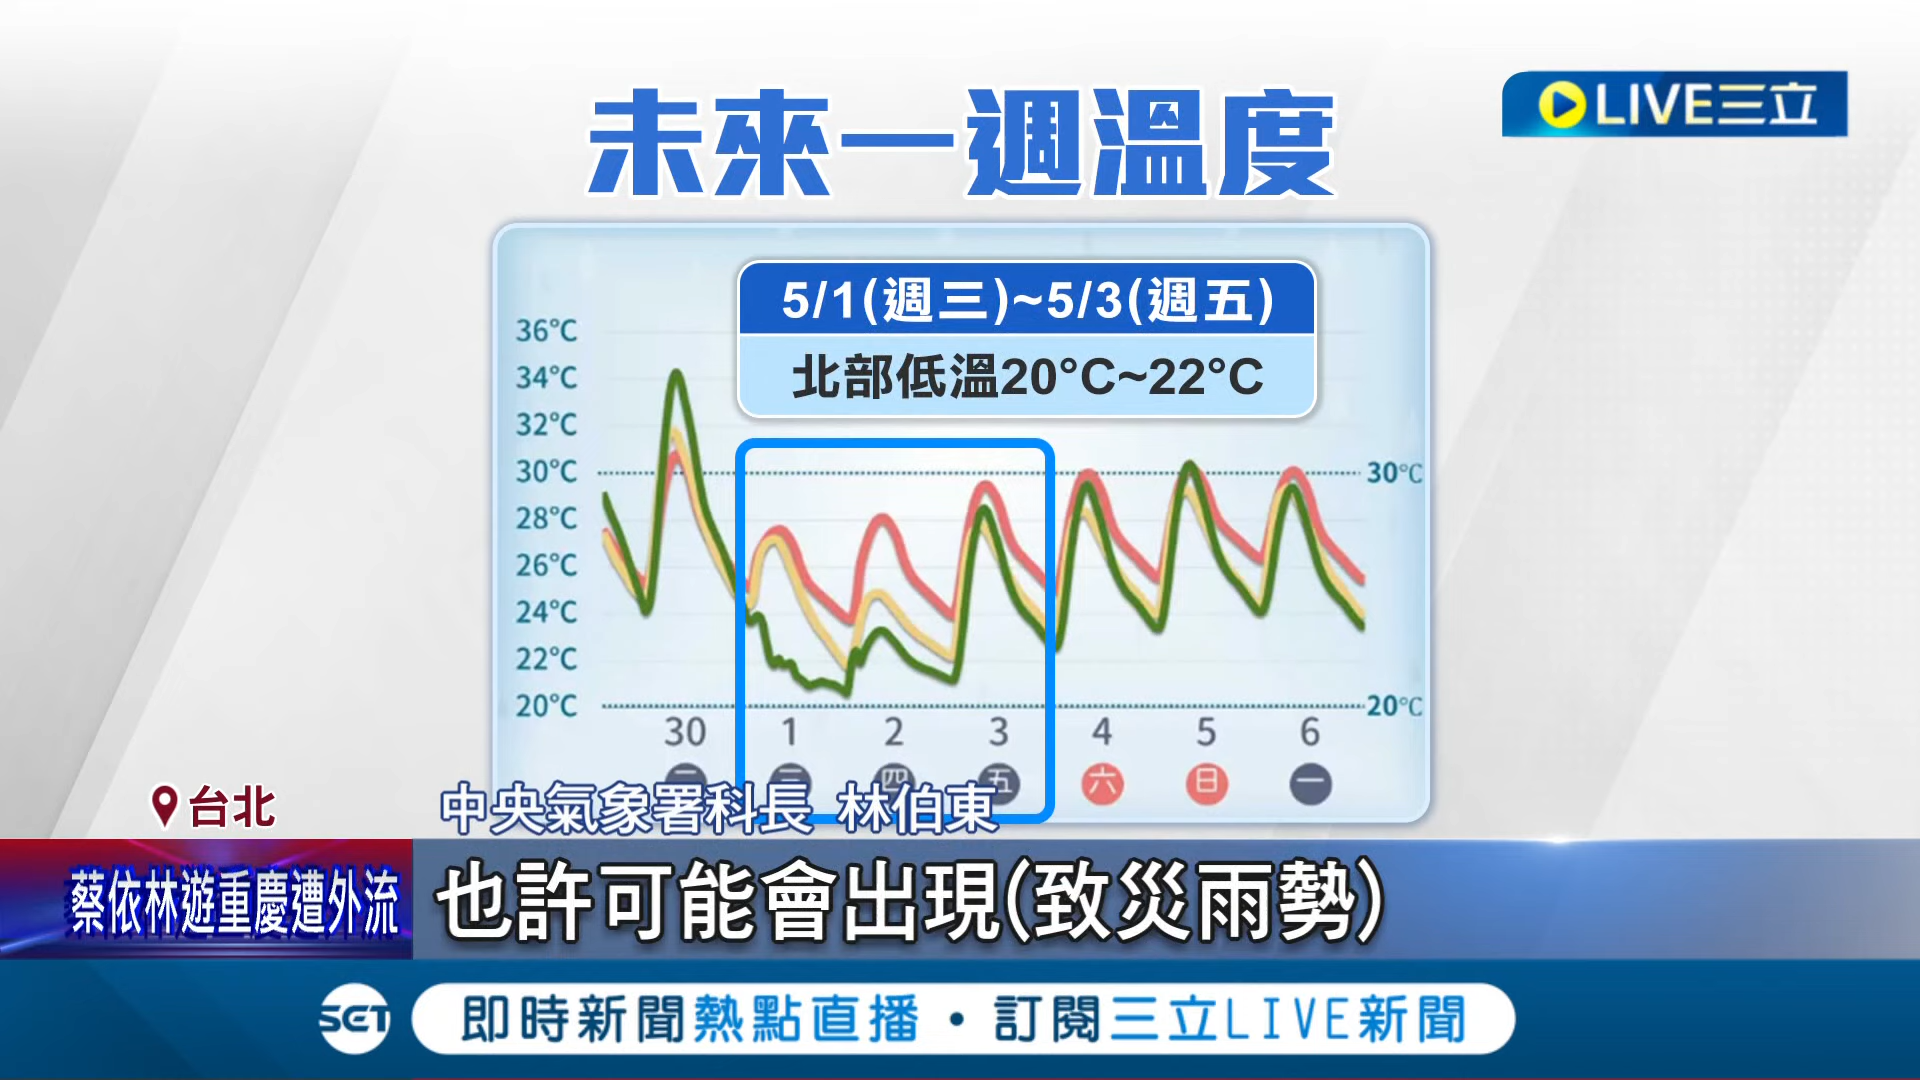 未來一週溫度
LIVE三立
5/1(週三)~5/3(週五)
北部低溫20°C~22°C
36°C
34°C
32°C
30°C
28°C
26°C
24°C
22°C
20°C
30°C
20°C
30 1 2 3 4 5 6
二 三 四 五 六 日 一
台北
中央氣象署科長 林伯東
蔡依林遊重慶遭外流
也許可能會出現(致災雨勢)
SET
即時新聞熱點直播・訂閱三立LIVE新聞